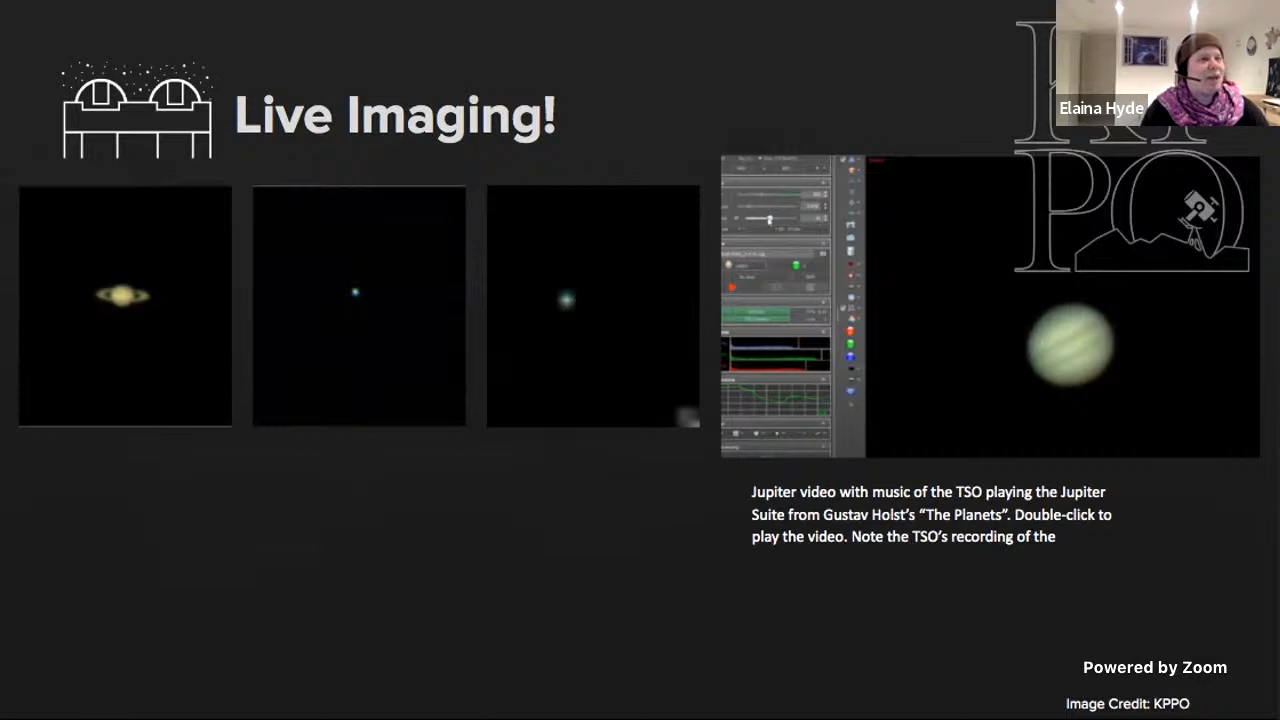 Elaina Hyde
Live Imaging!
PO
Jupiter video with music of the TSO playing the Jupiter
Suite from Gustav Holst’s “The Planets”. Double-click to
play the video. Note the TSO’s recording of the
Powered by Zoom
Image Credit: KPPO